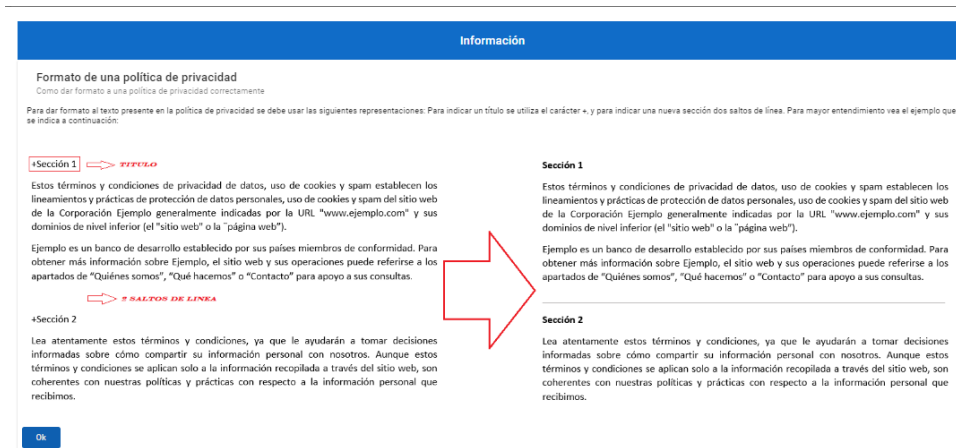 Información
Formato de una política de privacidad
Como dar formato a una política de privacidad correctamente
Para dar formato al texto presente en la política de privacidad se debe usar las siguientes representaciones: Para indicar un título se utiliza el carácter +, y para indicar una nueva sección dos saltos de línea. Para mayor entendimiento vea el ejemplo que
se indica a continuación:
+Sección 1 TITULO
Estos términos y condiciones de privacidad de datos, uso de cookies y spam establecen los
lineamientos y prácticas de protección de datos personales, uso de cookies y spam del sitio web
de la Corporación Ejemplo generalmente indicadas por la URL "www.ejemplo.com" y sus
dominios de nivel inferior (el "sitio web" o la ¨página web").
Ejemplo es un banco de desarrollo establecido por sus países miembros de conformidad. Para
obtener más información sobre Ejemplo, el sitio web y sus operaciones puede referirse a los
apartados de “Quiénes somos”, “Qué hacemos” o “Contacto” para apoyo a sus consultas.
2 SALTOS DE LINEA
+Sección 2
Lea atentamente estos términos y condiciones, ya que le ayudarán a tomar decisiones
informadas sobre cómo compartir su información personal con nosotros. Aunque estos
términos y condiciones se aplican solo a la información recopilada a través del sitio web, son
coherentes con nuestras políticas y prácticas con respecto a la información personal que
recibimos.
Sección 1
Estos términos y condiciones de privacidad de datos, uso de cookies y spam establecen los
lineamientos y prácticas de protección de datos personales, uso de cookies y spam del sitio web
de la Corporación Ejemplo generalmente indicadas por la URL "www.ejemplo.com" y sus
dominios de nivel inferior (el "sitio web" o la ¨página web").
Ejemplo es un banco de desarrollo establecido por sus países miembros de conformidad. Para
obtener más información sobre Ejemplo, el sitio web y sus operaciones puede referirse a los
apartados de “Quiénes somos”, “Qué hacemos” o “Contacto” para apoyo a sus consultas.
Sección 2
Lea atentamente estos términos y condiciones, ya que le ayudarán a tomar decisiones
informadas sobre cómo compartir su información personal con nosotros. Aunque estos
términos y condiciones se aplican solo a la información recopilada a través del sitio web, son
coherentes con nuestras políticas y prácticas con respecto a la información personal que
recibimos.
Ok